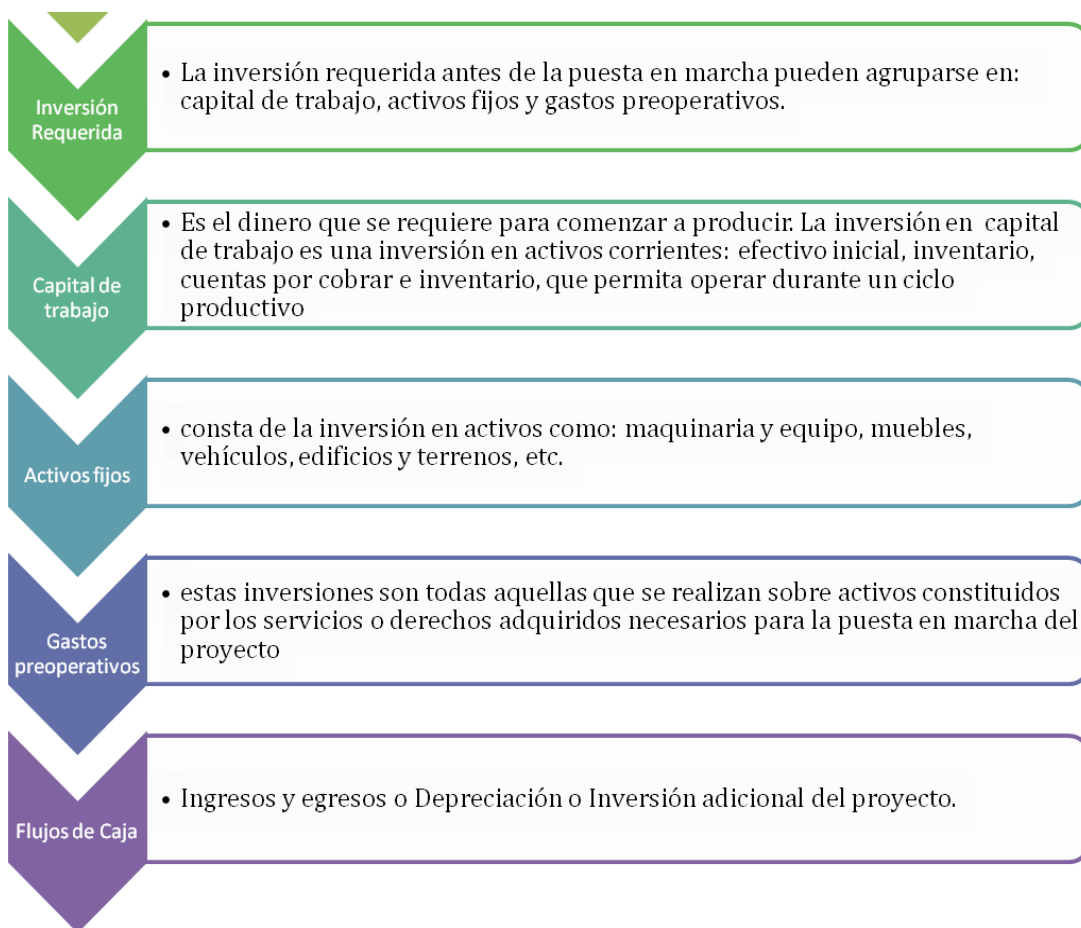 Inversión
Requerida
• La inversión requerida antes de la puesta en marcha pueden agruparse en:
capital de trabajo, activos fijos y gastos preoperativos.
Capital de
trabajo
• Es el dinero que se requiere para comenzar a producir. La inversión en capital
de trabajo es una inversión en activos corrientes: efectivo inicial, inventario,
cuentas por cobrar e inventario, que permita operar durante un ciclo
productivo
Activos fijos
• consta de la inversión en activos como: maquinaria y equipo, muebles,
vehículos, edificios y terrenos, etc.
Gastos
preoperativos
• estas inversiones son todas aquellas que se realizan sobre activos constituidos
por los servicios o derechos adquiridos necesarios para la puesta en marcha del
proyecto
Flujos de Caja
• Ingresos y egresos o Depreciación o Inversión adicional del proyecto.